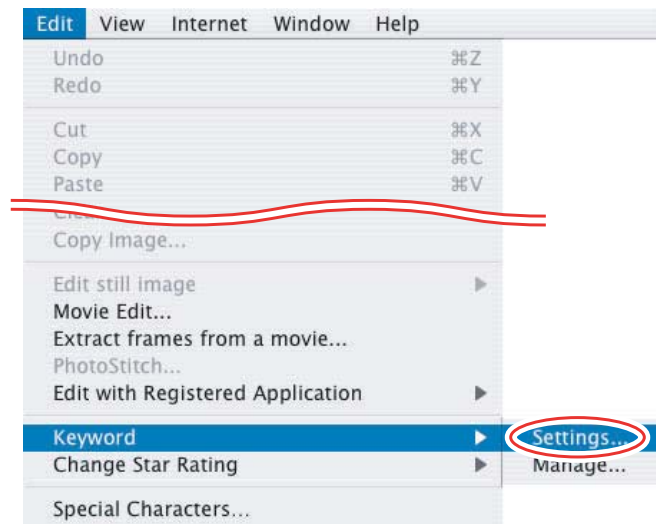 Edit View Internet Window Help
Undo ⌘Z
Redo ⌘Y
Cut ⌘X
Copy ⌘C
Paste ⌘V
Copy Image...
Edit still image
Movie Edit...
Extract frames from a movie...
PhotoStitch...
Edit with Registered Application
Keyword Settings...
Change Star Rating Manage...
Special Characters...